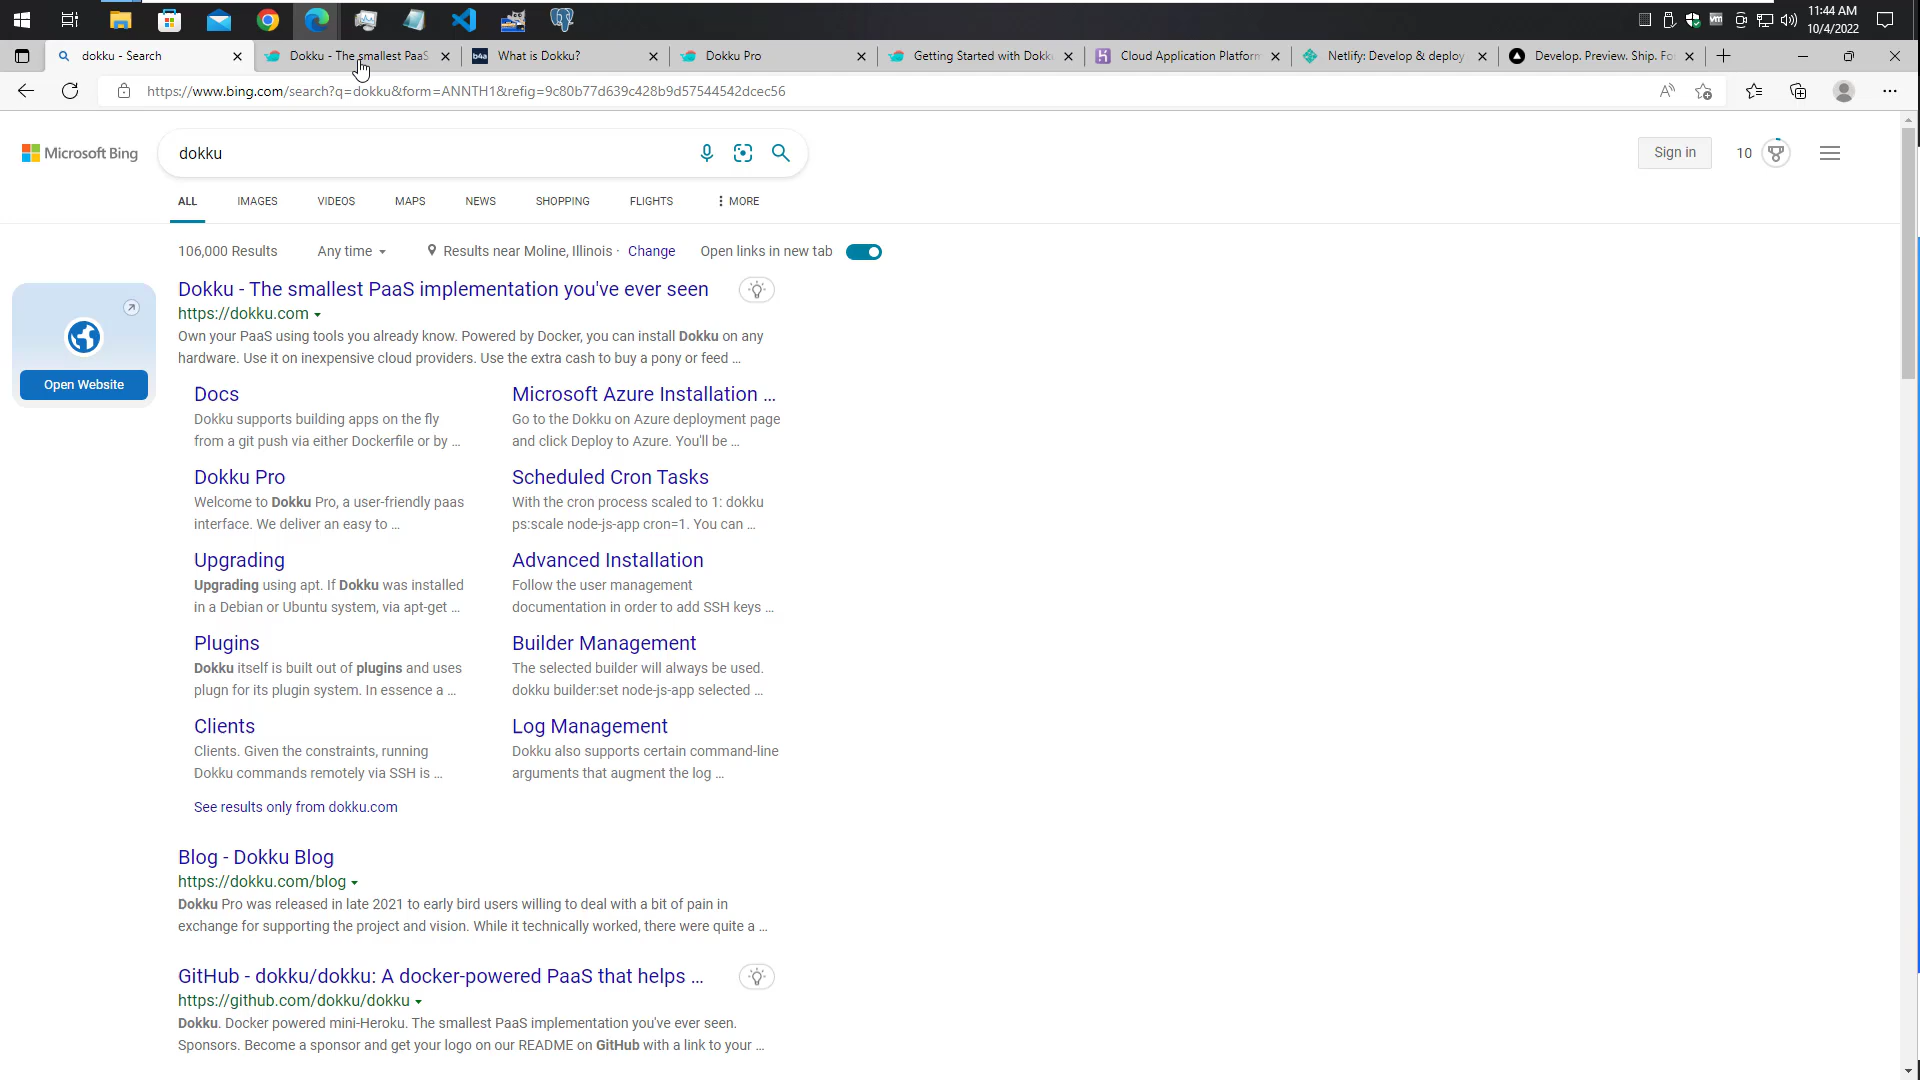 11:44 AM
10/4/2022
dokku - Search
Dokku - The smallest PaaS
b4a What is Dokku?
Dokku Pro
Getting Started with Dokku
Cloud Application Platform
Netlify: Develop & deploy
Develop. Preview. Ship. For
https://www.bing.com/search?q=dokku&form=ANNTH1&refig=9c80b77d639c428b9d57544542dcec56
Microsoft Bing
dokku
Sign in
10
ALL
IMAGES
VIDEOS
MAPS
NEWS
SHOPPING
FLIGHTS
MORE
106,000 Results
Any time
Results near Moline, Illinois ·
Change
Open links in new tab
Open Website
Dokku - The smallest PaaS implementation you've ever seen
https://dokku.com
Own your PaaS using tools you already know. Powered by Docker, you can install Dokku on any
hardware. Use it on inexpensive cloud providers. Use the extra cash to buy a pony or feed ...
Docs
Dokku supports building apps on the fly
from a git push via either Dockerfile or by ...
Microsoft Azure Installation ...
Go to the Dokku on Azure deployment page
and click Deploy to Azure. You'll be ...
Dokku Pro
Welcome to Dokku Pro, a user-friendly paas
interface. We deliver an easy to ...
Scheduled Cron Tasks
With the cron process scaled to 1: dokku
ps:scale node-js-app cron=1. You can ...
Upgrading
Upgrading using apt. If Dokku was installed
in a Debian or Ubuntu system, via apt-get ...
Advanced Installation
Follow the user management
documentation in order to add SSH keys ...
Plugins
Dokku itself is built out of plugins and uses
plugn for its plugin system. In essence a ...
Builder Management
The selected builder will always be used.
dokku builder:set node-js-app selected ...
Clients
Clients. Given the constraints, running
Dokku commands remotely via SSH is ...
Log Management
Dokku also supports certain command-line
arguments that augment the log ...
See results only from dokku.com
Blog - Dokku Blog
https://dokku.com/blog
Dokku Pro was released in late 2021 to early bird users willing to deal with a bit of pain in
exchange for supporting the project and vision. While it technically worked, there were quite a ...
GitHub - dokku/dokku: A docker-powered PaaS that helps ...
https://github.com/dokku/dokku
Dokku. Docker powered mini-Heroku. The smallest PaaS implementation you've ever seen.
Sponsors. Become a sponsor and get your logo on our README on GitHub with a link to your ...